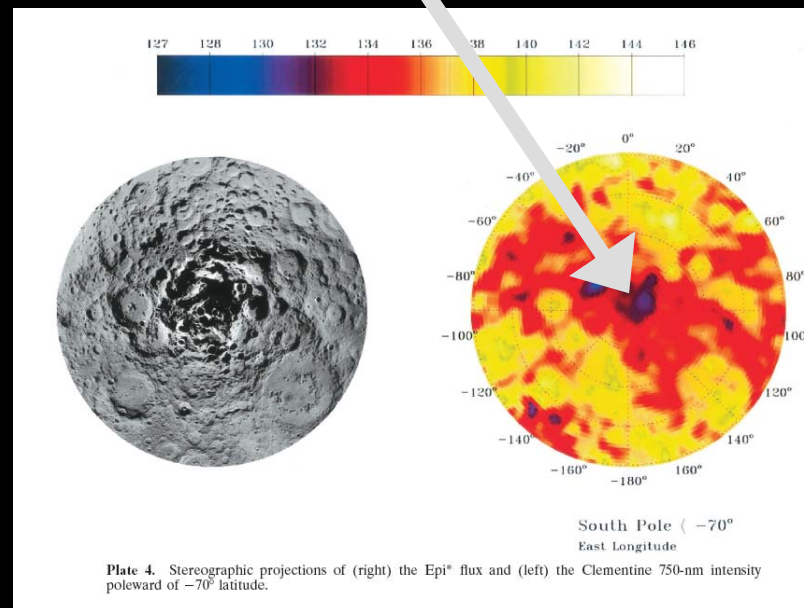 127 128 130 132 134 136 138 140 142 144 146
0°
−20° 20°
−40° 40°
−60° 60°
−80° 80°
−100° 100
−120° 120°
−140° 140°
−160° 160°
−180°
South Pole ⟨ −70°
East Longitude
Plate 4. Stereographic projections of (right) the Epi* flux and (left) the Clementine 750-nm intensity
poleward of −70° latitude.